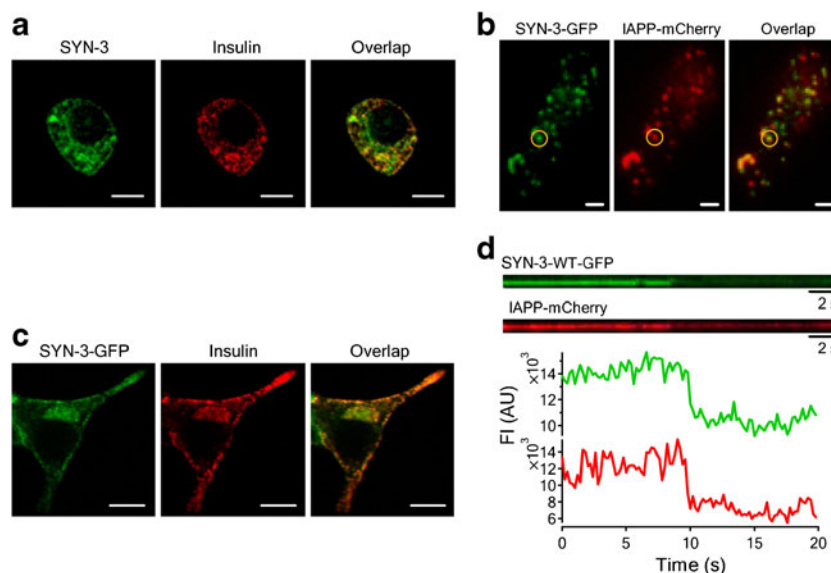 a
SYN-3 Insulin Overlap
b
SYN-3-GFP IAPP-mCherry Overlap
c
SYN-3-GFP Insulin Overlap
d
SYN-3-WT-GFP
2
IAPP-mCherry
2
×10³
14
12
10
FI (AU)
×10³
14
12
10
8
6
0 5 10 15 20
Time (s)